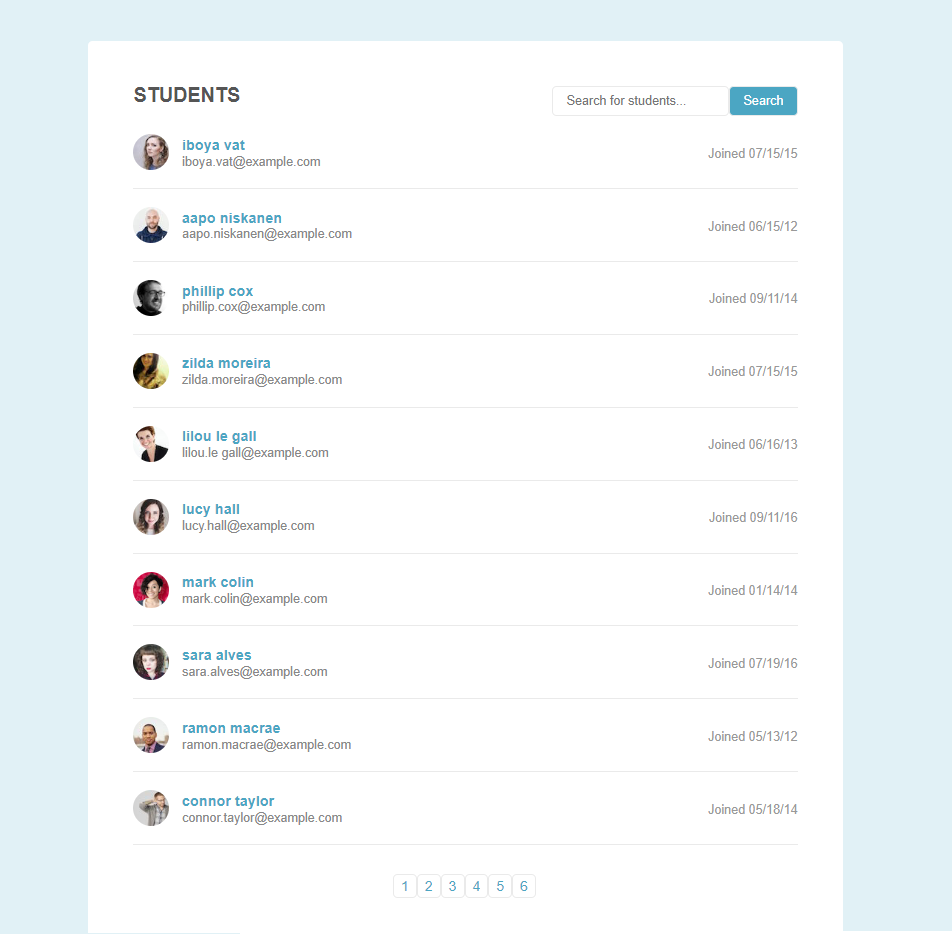 STUDENTS
Search for students...
Search
iboya vat
iboya.vat@example.com
Joined 07/15/15
aapo niskanen
aapo.niskanen@example.com
Joined 06/15/12
phillip cox
phillip.cox@example.com
Joined 09/11/14
zilda moreira
zilda.moreira@example.com
Joined 07/15/15
lilou le gall
lilou.le gall@example.com
Joined 06/16/13
lucy hall
lucy.hall@example.com
Joined 09/11/16
mark colin
mark.colin@example.com
Joined 01/14/14
sara alves
sara.alves@example.com
Joined 07/19/16
ramon macrae
ramon.macrae@example.com
Joined 05/13/12
connor taylor
connor.taylor@example.com
Joined 05/18/14
1 2 3 4 5 6